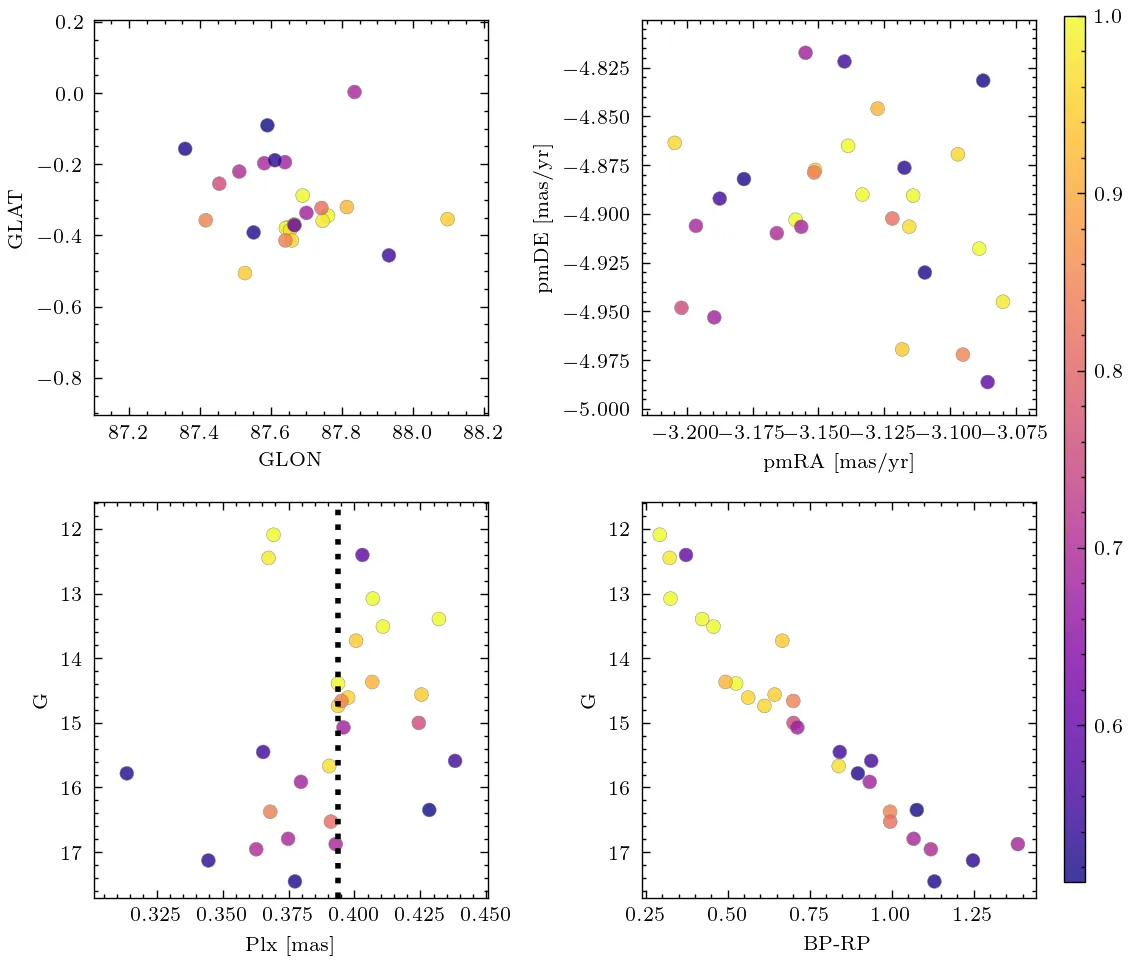 0.2
0.0
−0.2
−0.4
−0.6
−0.8
GLAT
87.2 87.4 87.6 87.8 88.0 88.2
GLON
−4.825
−4.850
−4.875
−4.900
−4.925
−4.950
−4.975
−5.000
pmDE [mas/yr]
−3.200 −3.175 −3.150 −3.125 −3.100 −3.075
pmRA [mas/yr]
1.0
0.9
0.8
0.7
0.6
12
13
14
15
16
17
G
0.325 0.350 0.375 0.400 0.425 0.450
Plx [mas]
12
13
14
15
16
17
G
0.25 0.50 0.75 1.00 1.25
BP-RP